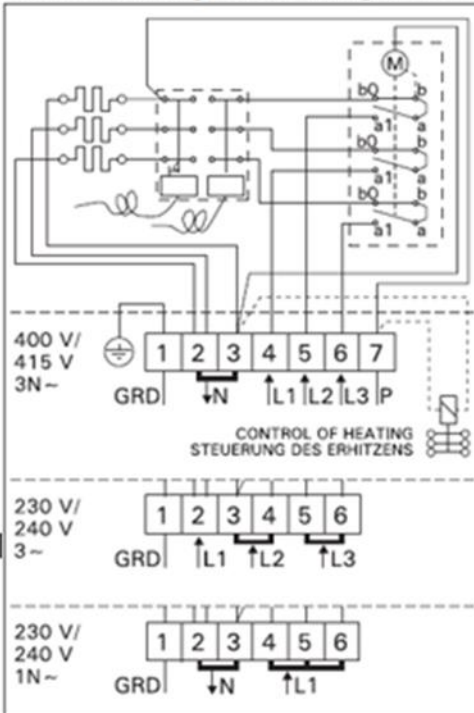 M
b0 b
a1 a
b0 b
a1 a
b0 b
a1 a
400 V/
415 V
3N~
1 2 3 4 5 6 7
GRD N L1 L2 L3 P
CONTROL OF HEATING
STEUERUNG DES ERHITZENS
230 V/
240 V
3~
1 2 3 4 5 6
GRD L1 L2 L3
230 V/
240 V
1N~
1 2 3 4 5 6
GRD N L1